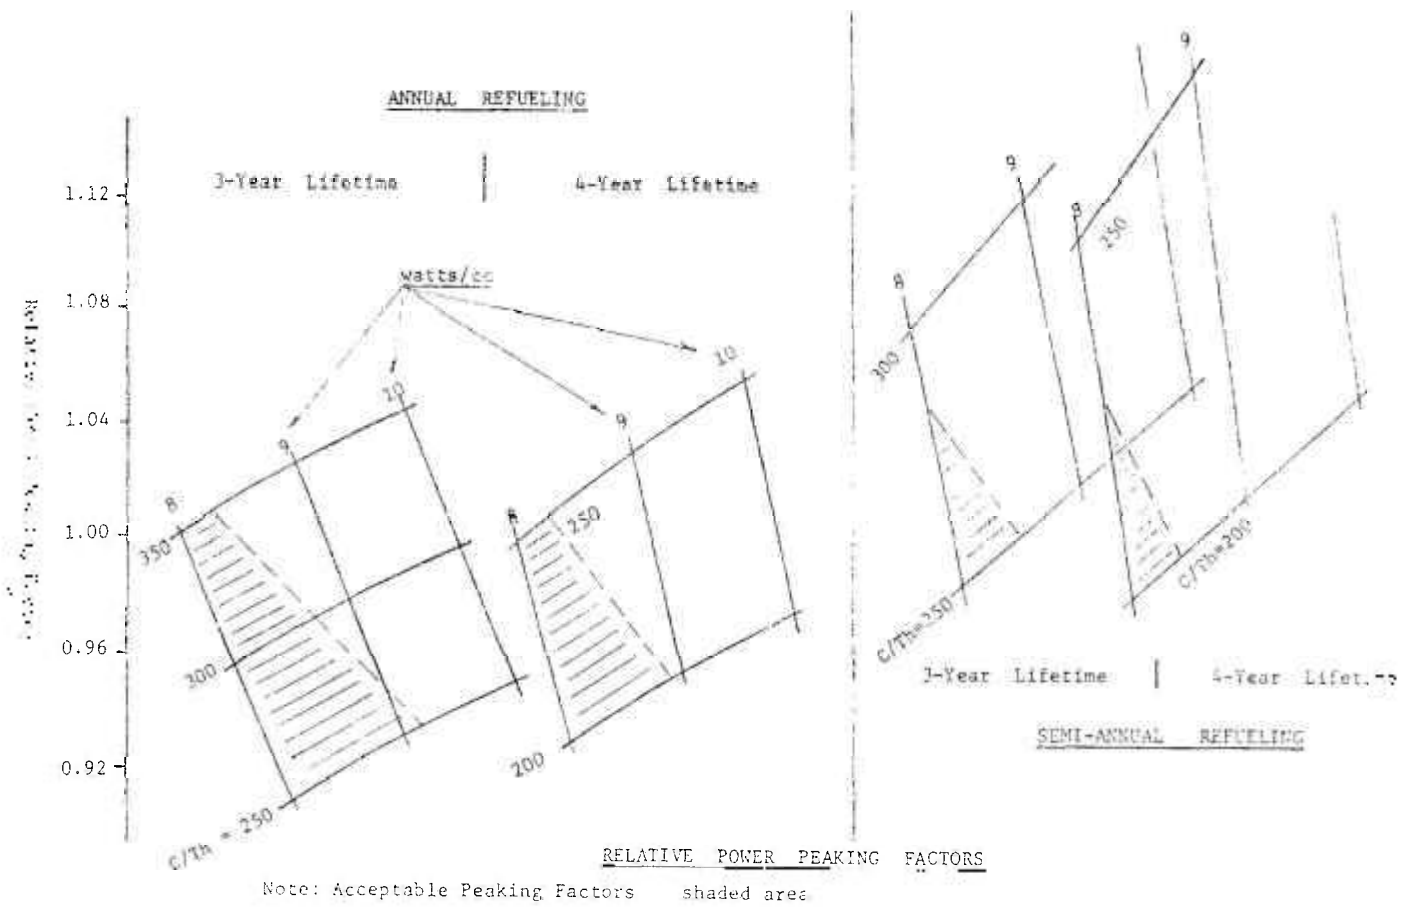 ANNUAL REFUELING
3-Year Lifetime
4-Year Lifetime
watts/cc
1.12
1.08
1.04
1.00
0.96
0.92
8
9
10
350
300
C/Th = 250
8
9
10
250
200
8
9
300
C/Th=250
8
9
250
C/Th=200
3-Year Lifetime
4-Year
SEMI-ANNUAL REFUELING
RELATIVE POWER PEAKING FACTORS
Note: Acceptable Peaking Factors shaded area